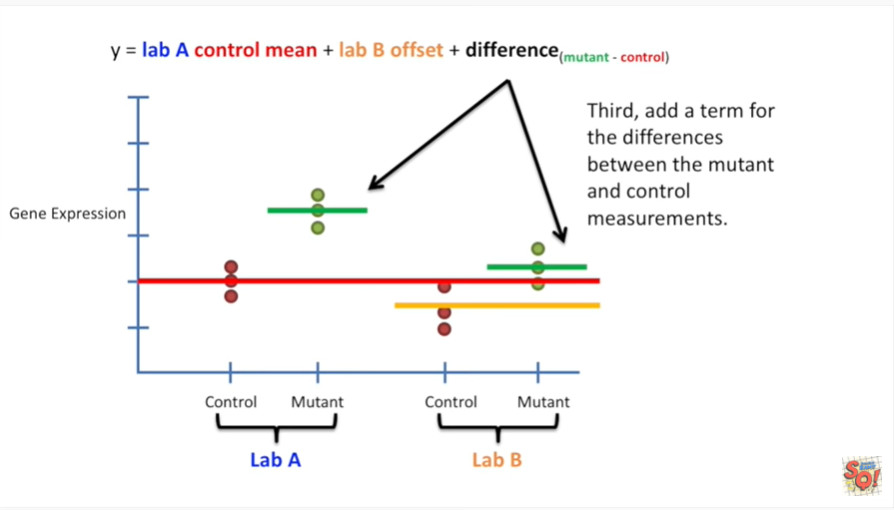 y = lab A control mean + lab B offset + difference(mutant - control)
Third, add a term for
the differences
between the mutant
and control
measurements.
Gene Expression
Control Mutant Control Mutant
Lab A Lab B